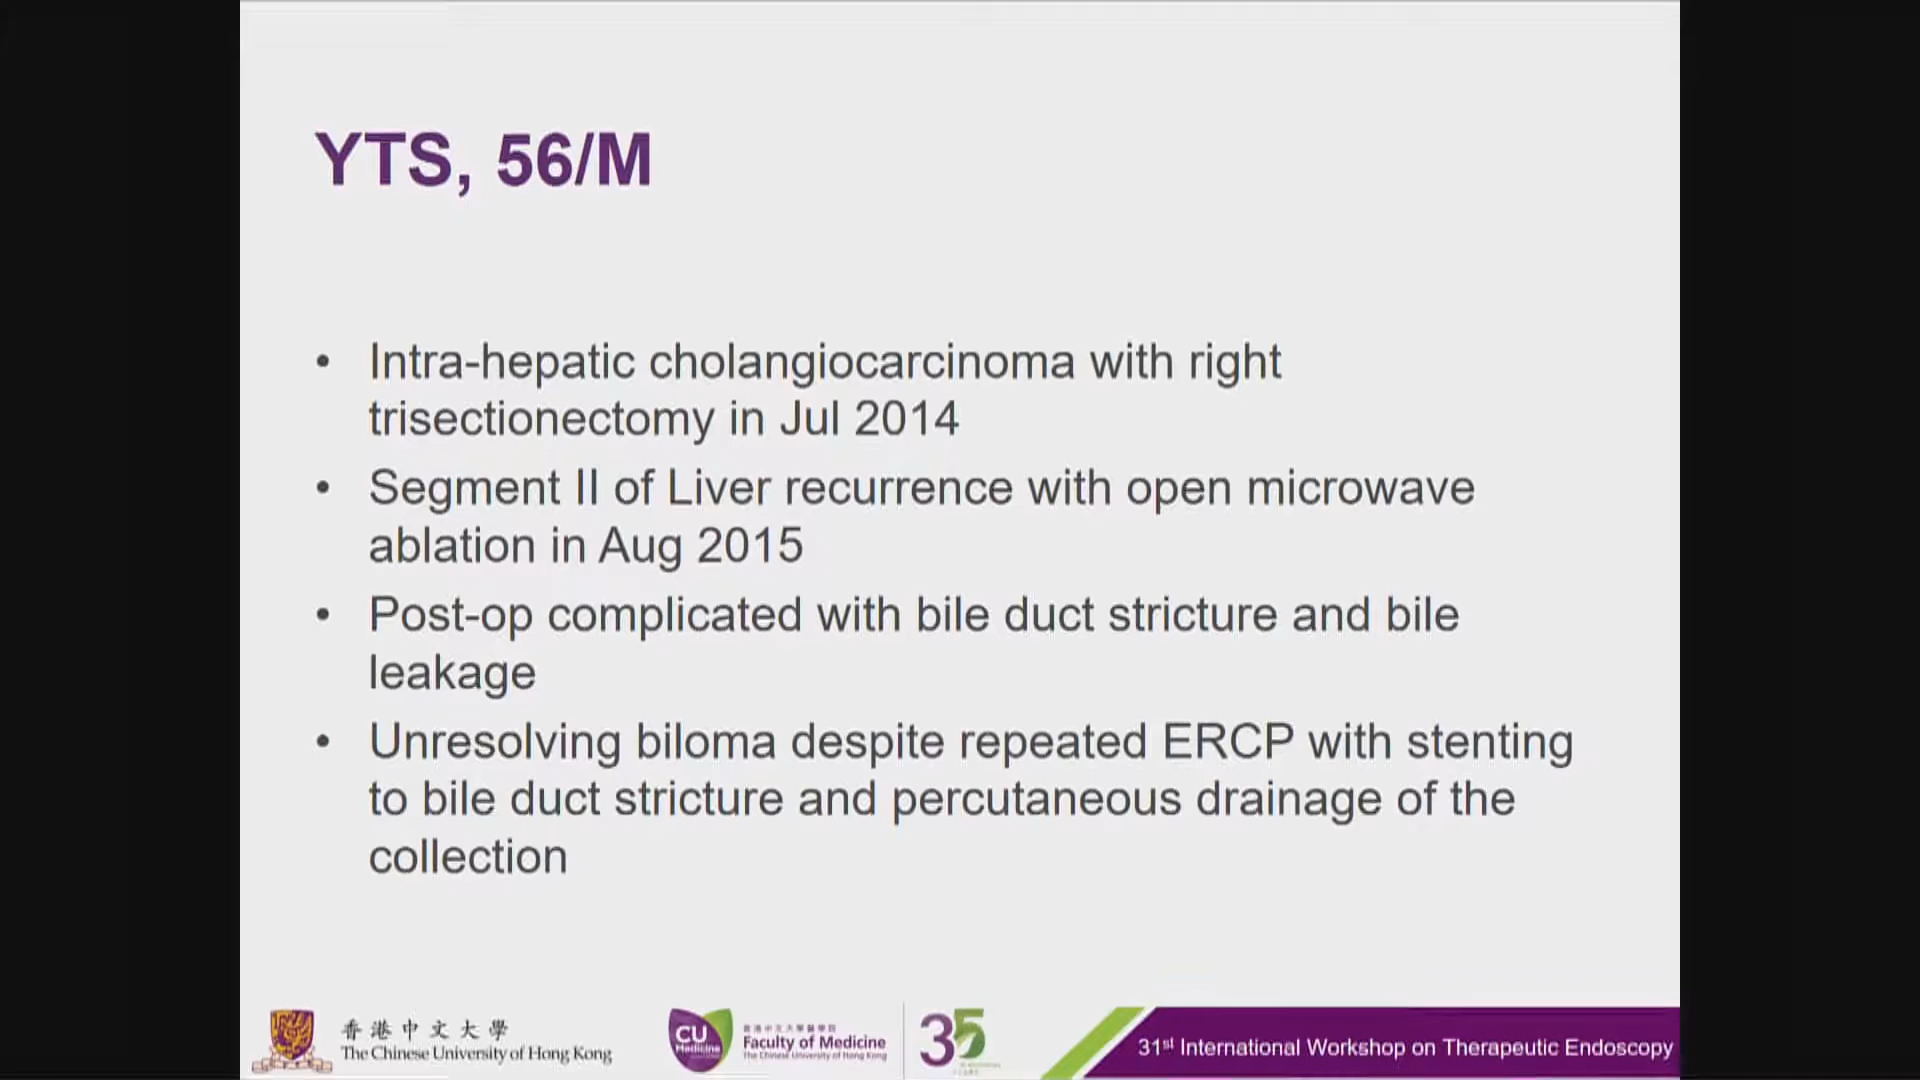 YTS, 56/M
• Intra-hepatic cholangiocarcinoma with right
trisectionectomy in Jul 2014
• Segment II of Liver recurrence with open microwave
ablation in Aug 2015
• Post-op complicated with bile duct stricture and bile
leakage
• Unresolving biloma despite repeated ERCP with stenting
to bile duct stricture and percutaneous drainage of the
collection
香港中文大學
The Chinese University of Hong Kong
CU
Medicine
香港中文大學醫學院
Faculty of Medicine
The Chinese University of Hong Kong
35
31st International Workshop on Therapeutic Endoscopy